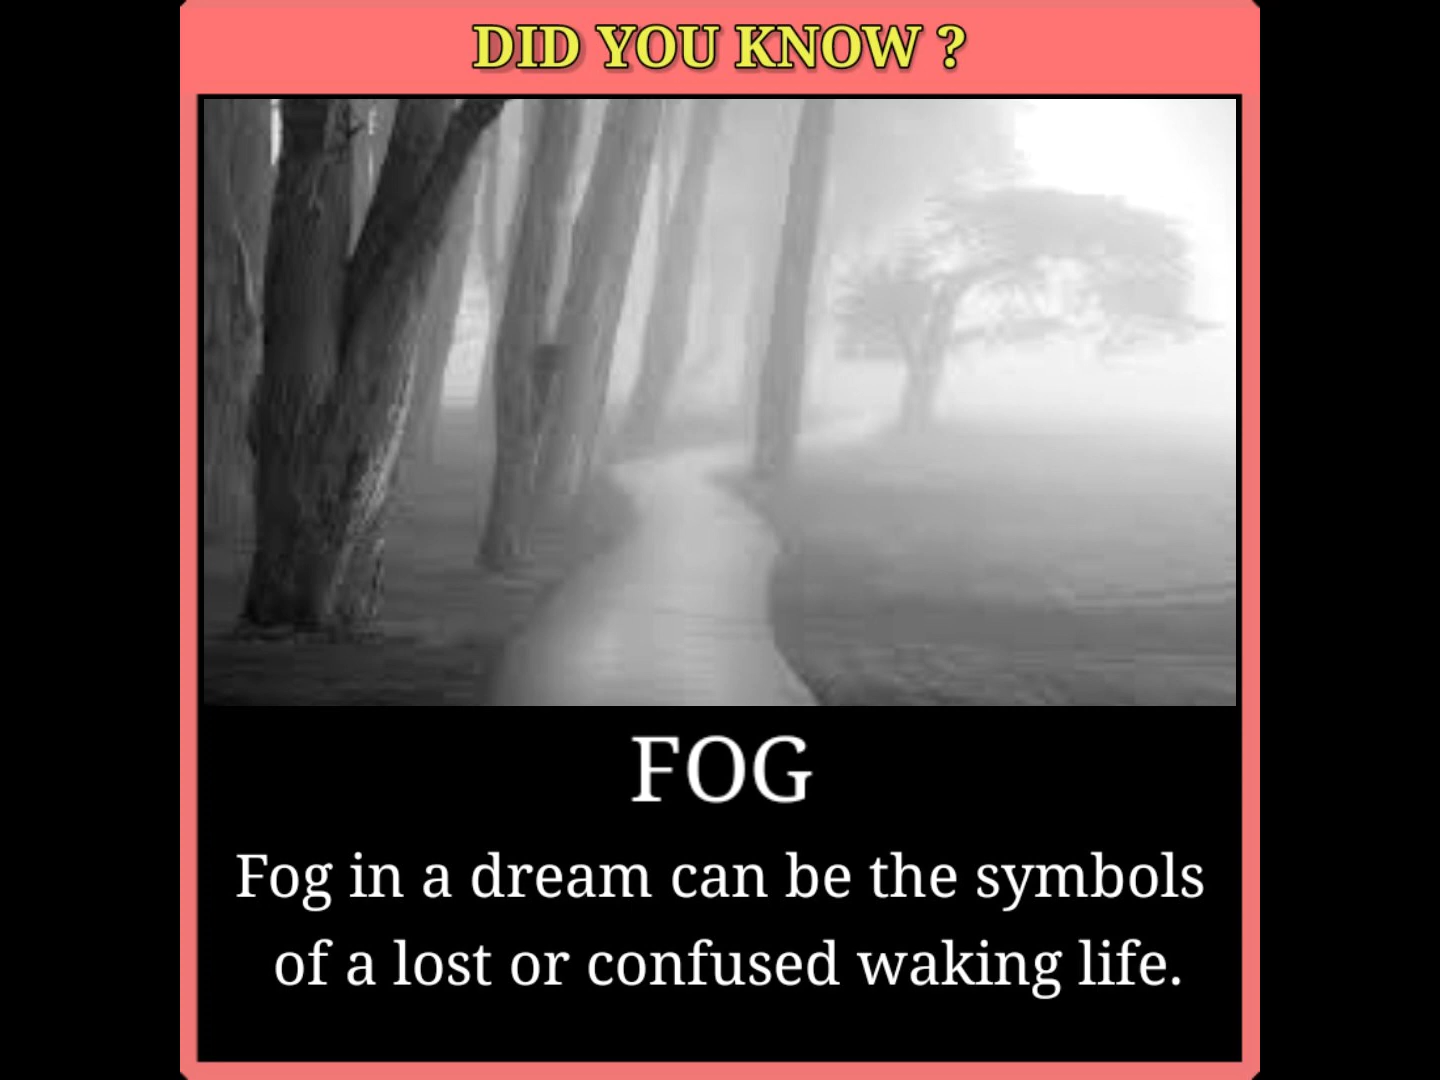 DID YOU KNOW ?
FOG
Fog in a dream can be the symbols
of a lost or confused waking life.